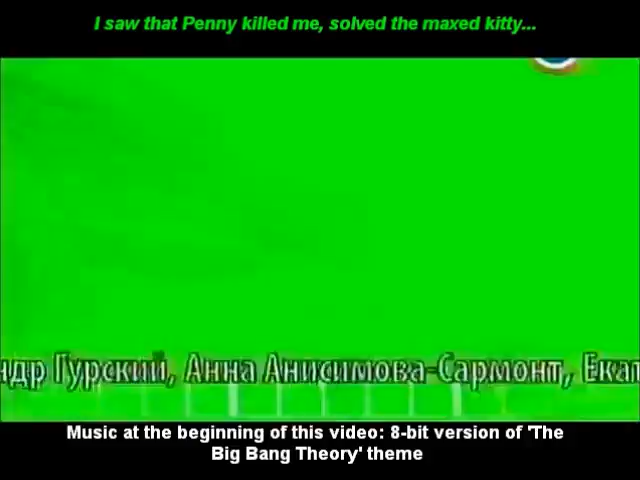 I saw that Penny killed me, solved the maxed kitty...
ндр Гурский, Анна Анисимова-Сармонт, Екат
Music at the beginning of this video: 8-bit version of 'The
Big Bang Theory' theme